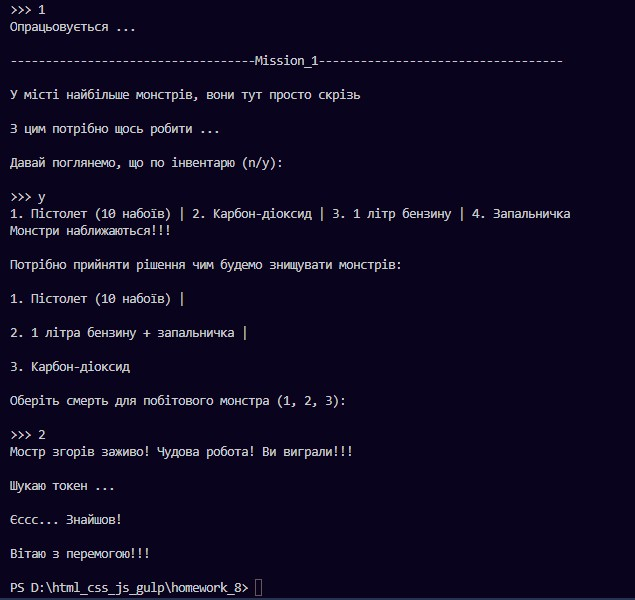 >>> 1
Опрацьовується ...
-----------------------------------Mission_1-----------------------------------
У місті найбільше монстрів, вони тут просто скрізь
З цим потрібно щось робити ...
Давай поглянемо, що по інвентарю (n/y):
>>> y
1. Пістолет (10 набоїв) | 2. Карбон-діоксид | 3. 1 літр бензину | 4. Запальничка
Монстри наближаються!!!
Потрібно прийняти рішення чим будемо знищувати монстрів:
1. Пістолет (10 набоїв) |
2. 1 літра бензину + запальничка |
3. Карбон-діоксид
Оберіть смерть для побітового монстра (1, 2, 3):
>>> 2
Мостр згорів заживо! Чудова робота! Ви виграли!!!
Шукаю токен ...
Єссс... Знайшов!
Вітаю з перемогою!!!
PS D:\html_css_js_gulp\homework_8>